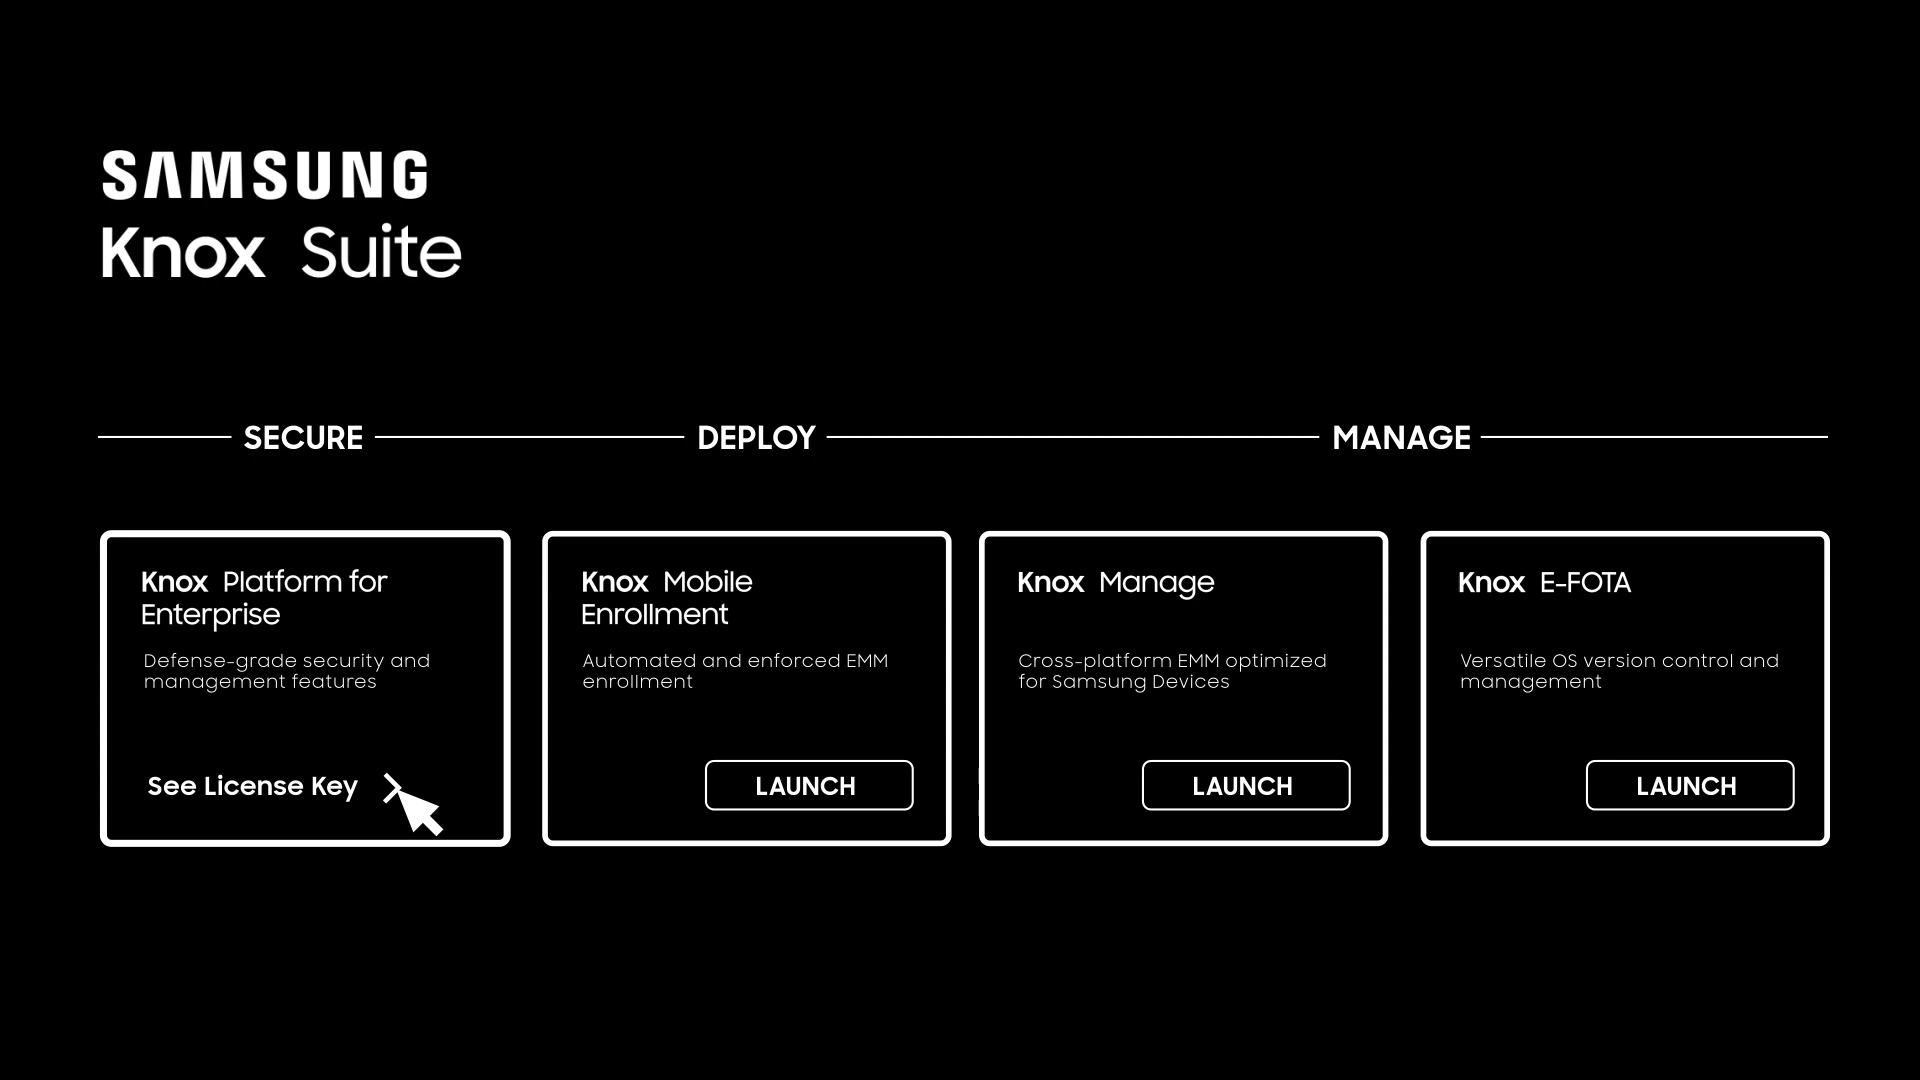 SAMSUNG
Knox Suite
SECURE
DEPLOY
MANAGE
Knox Platform for
Enterprise
Defense-grade security and
management features
See License Key
Knox Mobile
Enrollment
Automated and enforced EMM
enrollment
LAUNCH
Knox Manage
Cross-platform EMM optimized
for Samsung Devices
LAUNCH
Knox E-FOTA
Versatile OS version control and
management
LAUNCH